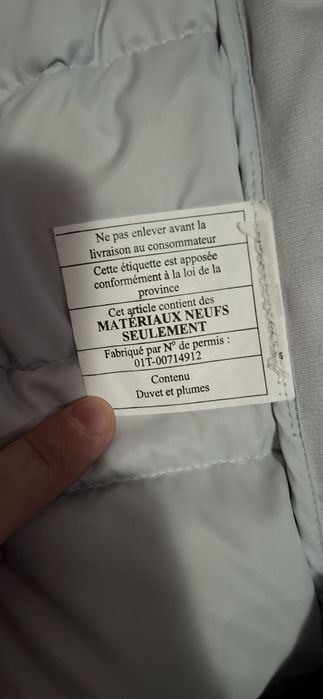 Ne pas enlever avant la
livraison au consommateur
Cette étiquette est apposée
conformément à la loi de la
province
Cet article contient des
MATÉRIAUX NEUFS
SEULEMENT
Fabriqué par Nº de permis :
01T-00714912
Contenu
Duvet et plumes
s